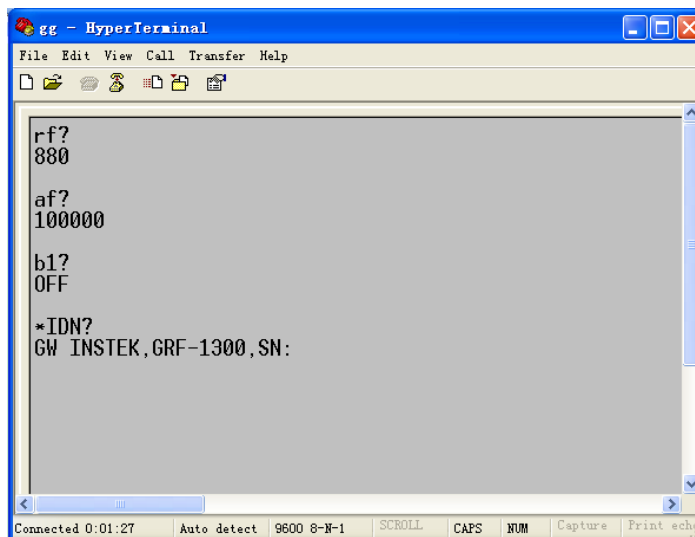 gg - HyperTerminal
File Edit View Call Transfer Help
rf?
880
af?
100000
b1?
OFF
*IDN?
GW INSTEK,GRF-1300,SN:
Connected 0:01:27 Auto detect 9600 8-N-1 SCROLL CAPS NUM Capture Print echo